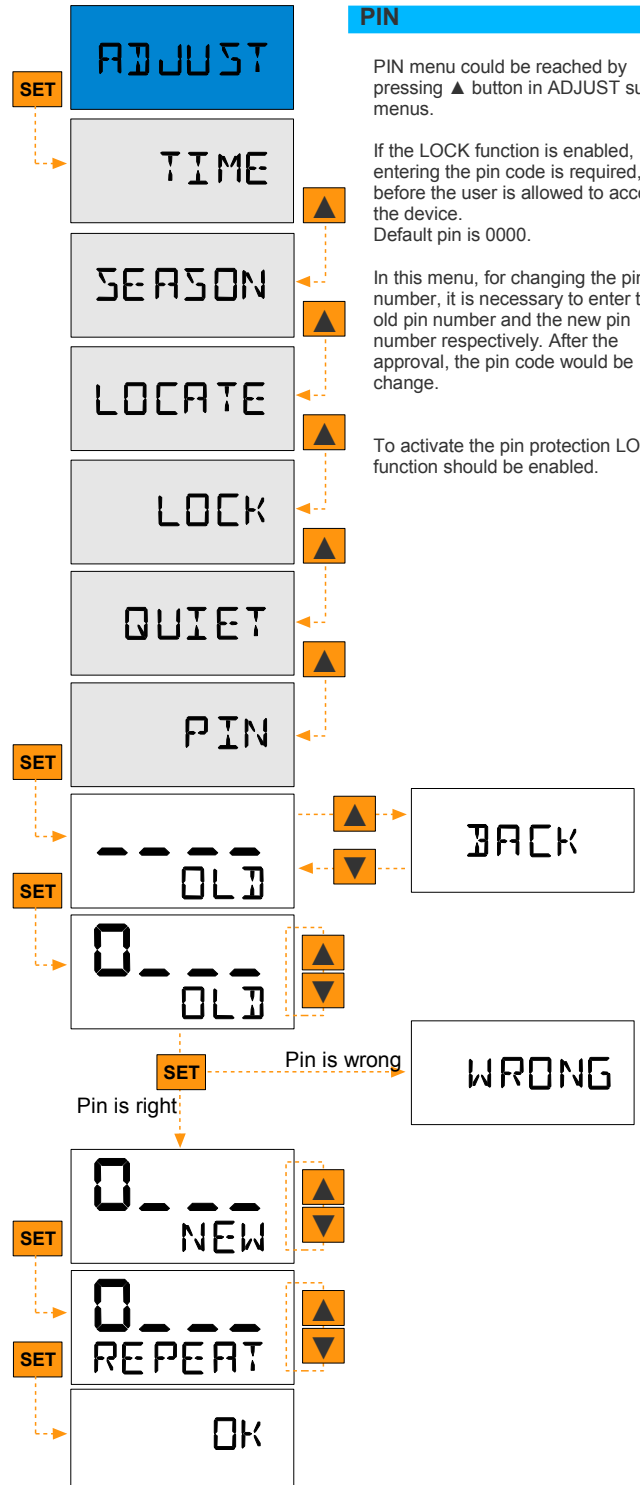 PIN
PIN menu could be reached by
pressing ▲ button in ADJUST su
menus.
If the LOCK function is enabled,
entering the pin code is required,
before the user is allowed to acce
the device.
Default pin is 0000.
In this menu, for changing the pin
number, it is necessary to enter t
old pin number and the new pin
number respectively. After the
approval, the pin code would be
change.
To activate the pin protection LO
function should be enabled.
ADJUST
SET
TIME
▲
SEASON
▲
LOCATE
▲
LOCK
▲
QUIET
▲
PIN
SET
_ _ _ _
OLD
▲
▼
BACK
SET
0_ _ _
OLD
▲
▼
SET
Pin is wrong
WRONG
Pin is right
0_ _ _
NEW
▲
▼
SET
0_ _ _
REPEAT
▲
▼
SET
OK